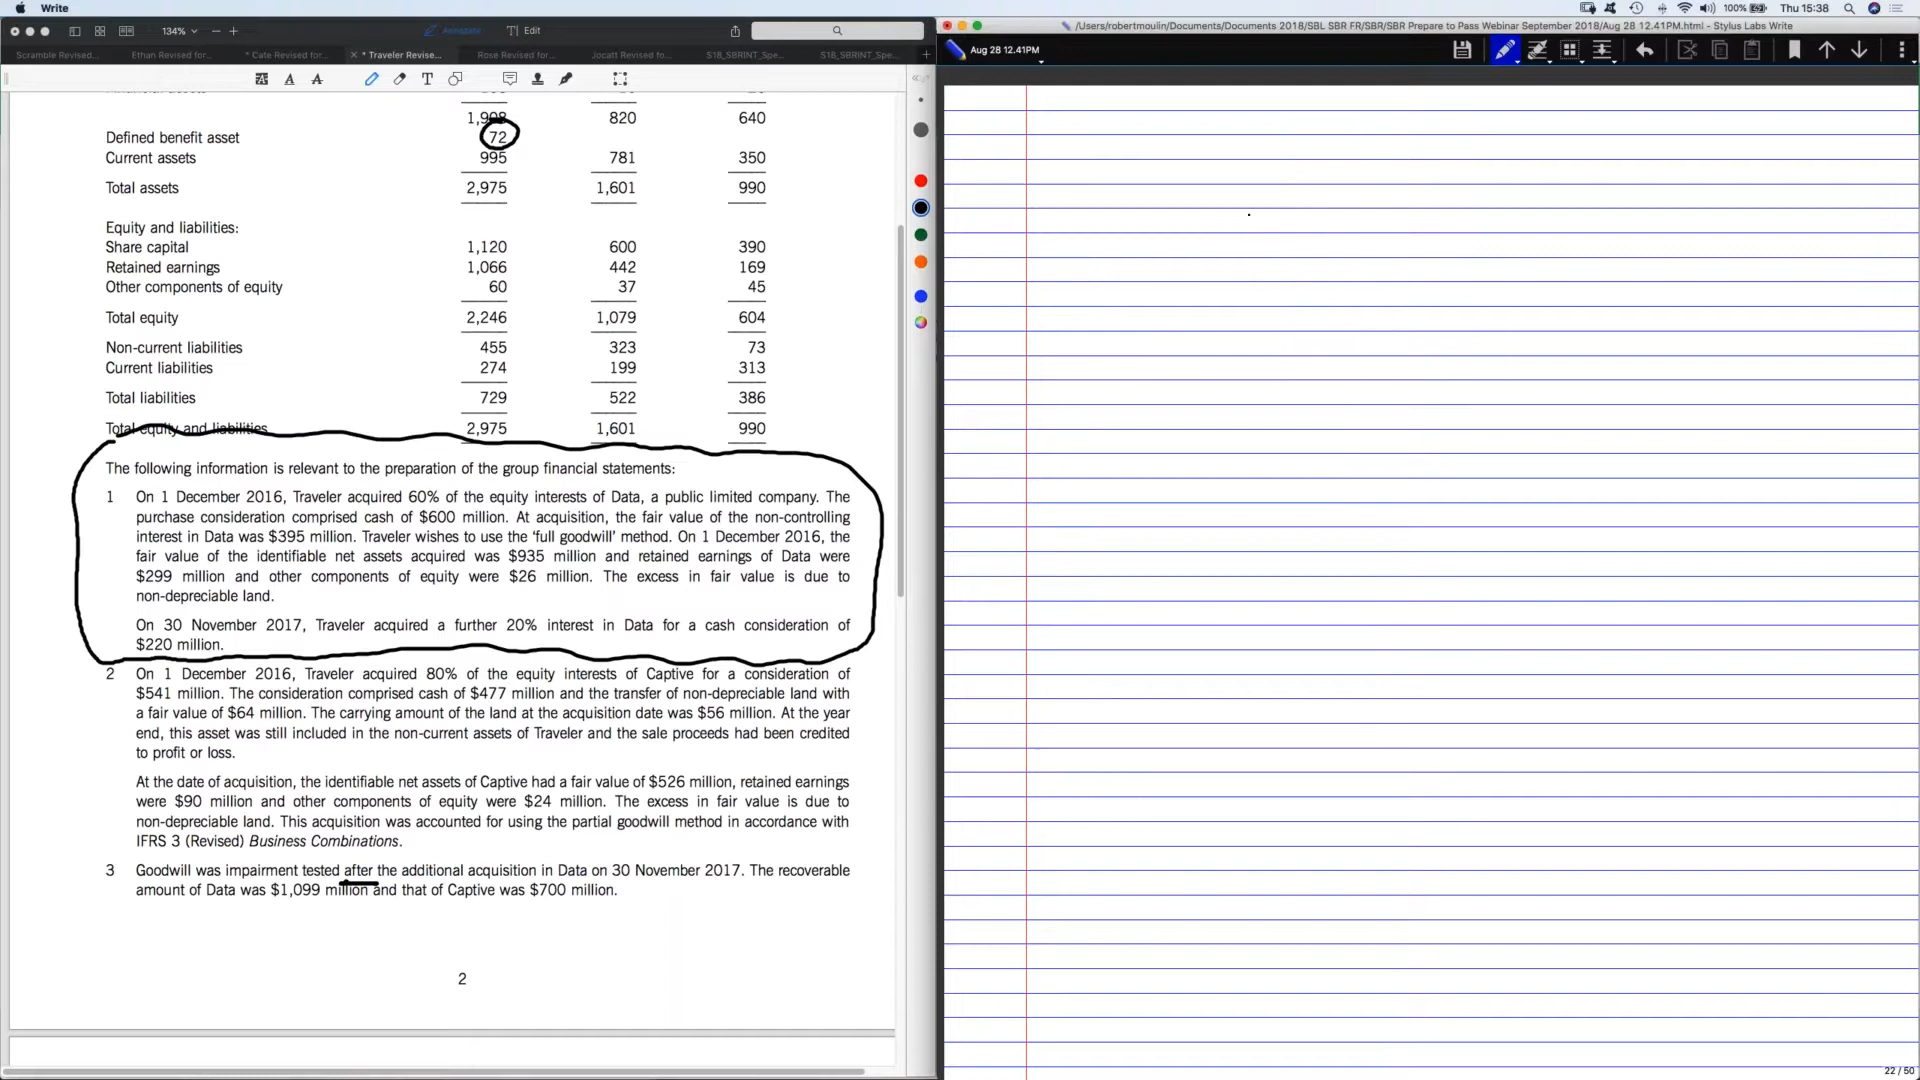 Write
/Users/robertmoulin/Documents/Documents 2018/SBL SBR FR/SBR/SBR Prepare to Pass Webinar September 2018/Aug 28 12.41PM.html - Stylus Labs Write
100%
Thu 15:38
134%
Annotate
Edit
Aug 28 12.41PM
Scramble Revised...
Ethan Revised for...
* Cate Revised for...
* Traveler Revise...
Rose Revised for...
Jocatt Revised fo...
S18_SBRINT_Spe...
S18_SBRINT_Spe...
1,908 820 640
Defined benefit asset 72
Current assets 995 781 350
Total assets 2,975 1,601 990
Equity and liabilities:
Share capital 1,120 600 390
Retained earnings 1,066 442 169
Other components of equity 60 37 45
Total equity 2,246 1,079 604
Non-current liabilities 455 323 73
Current liabilities 274 199 313
Total liabilities 729 522 386
Total equity and liabilities 2,975 1,601 990
The following information is relevant to the preparation of the group financial statements:
1 On 1 December 2016, Traveler acquired 60% of the equity interests of Data, a public limited company. The
purchase consideration comprised cash of $600 million. At acquisition, the fair value of the non-controlling
interest in Data was $395 million. Traveler wishes to use the ‘full goodwill’ method. On 1 December 2016, the
fair value of the identifiable net assets acquired was $935 million and retained earnings of Data were
$299 million and other components of equity were $26 million. The excess in fair value is due to
non-depreciable land.
On 30 November 2017, Traveler acquired a further 20% interest in Data for a cash consideration of
$220 million.
2 On 1 December 2016, Traveler acquired 80% of the equity interests of Captive for a consideration of
$541 million. The consideration comprised cash of $477 million and the transfer of non-depreciable land with
a fair value of $64 million. The carrying amount of the land at the acquisition date was $56 million. At the year
end, this asset was still included in the non-current assets of Traveler and the sale proceeds had been credited
to profit or loss.
At the date of acquisition, the identifiable net assets of Captive had a fair value of $526 million, retained earnings
were $90 million and other components of equity were $24 million. The excess in fair value is due to
non-depreciable land. This acquisition was accounted for using the partial goodwill method in accordance with
IFRS 3 (Revised) Business Combinations.
3 Goodwill was impairment tested after the additional acquisition in Data on 30 November 2017. The recoverable
amount of Data was $1,099 million and that of Captive was $700 million.
2
22 / 50